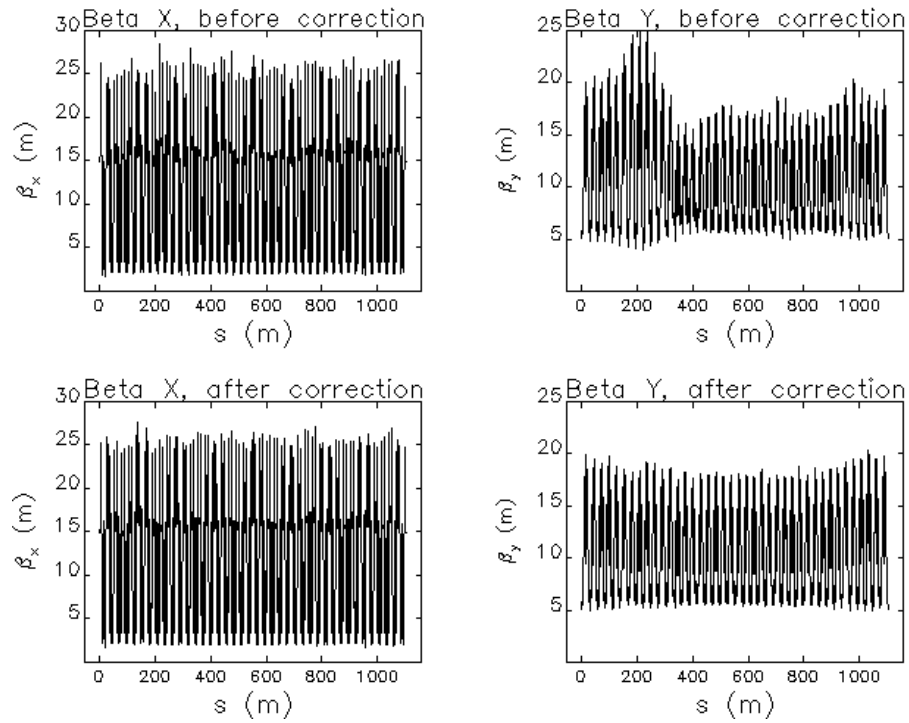 Beta X, before correction
30
25
20
15
10
5
β_x (m)
0 200 400 600 800 1000
s (m)
Beta Y, before correction
25
20
15
10
5
β_y (m)
0 200 400 600 800 1000
s (m)
Beta X, after correction
30
25
20
15
10
5
β_x (m)
0 200 400 600 800 1000
s (m)
Beta Y, after correction
25
20
15
10
5
β_y (m)
0 200 400 600 800 1000
s (m)